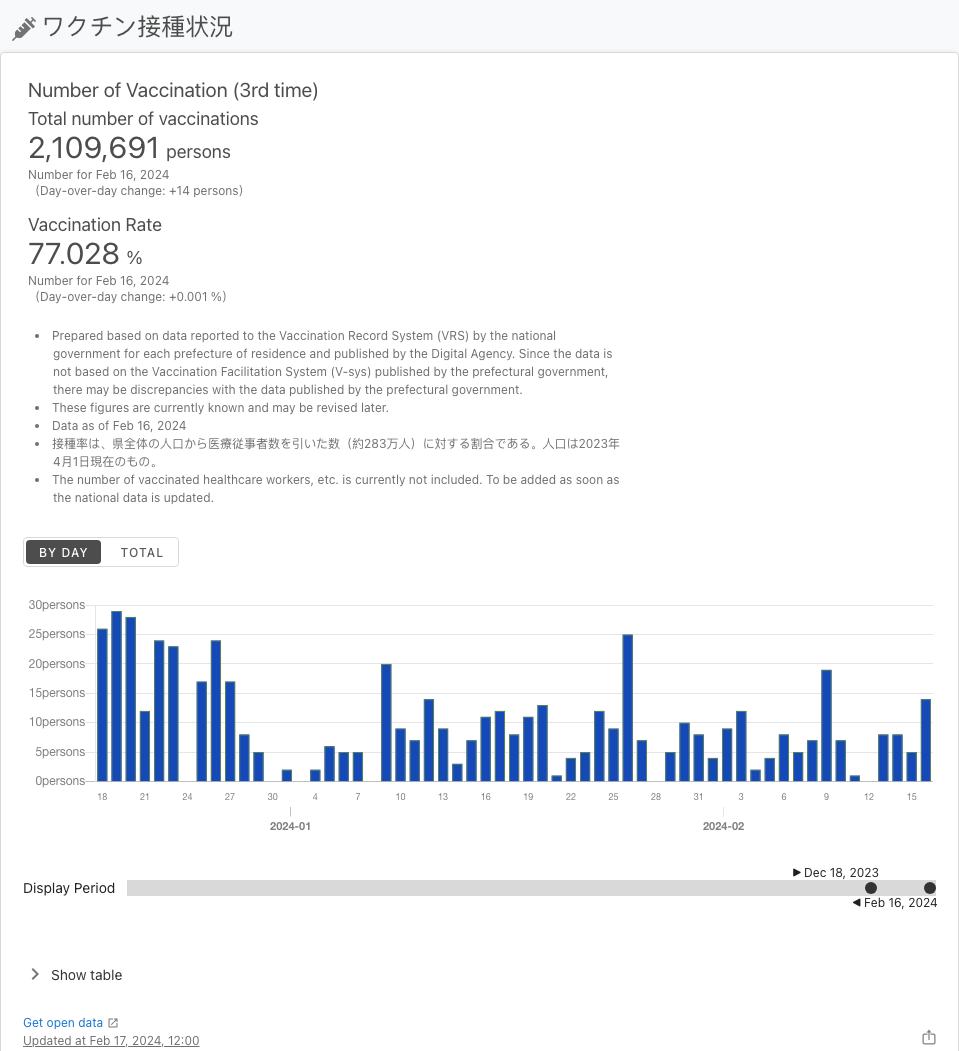 ワクチン接種状況
Number of Vaccination (3rd time)
Total number of vaccinations
2,109,691 persons
Number for Feb 16, 2024
(Day-over-day change: +14 persons)
Vaccination Rate
77.028 %
Number for Feb 16, 2024
(Day-over-day change: +0.001 %)
• Prepared based on data reported to the Vaccination Record System (VRS) by the national
government for each prefecture of residence and published by the Digital Agency. Since the data is
not based on the Vaccination Facilitation System (V-sys) published by the prefectural government,
there may be discrepancies with the data published by the prefectural government.
• These figures are currently known and may be revised later.
• Data as of Feb 16, 2024
• 接種率は、県全体の人口から医療従事者数を引いた数（約283万人）に対する割合である。人口は2023年
4月1日現在のもの。
• The number of vaccinated healthcare workers, etc. is currently not included. To be added as soon as
the national data is updated.
BY DAY TOTAL
30persons
25persons
20persons
15persons
10persons
5persons
0persons
18 21 24 27 30 4 7 10 13 16 19 22 25 28 31 3 6 9 12 15
2024-01 2024-02
Dec 18, 2023
Display Period
Feb 16, 2024
Show table
Get open data
Updated at Feb 17, 2024, 12:00